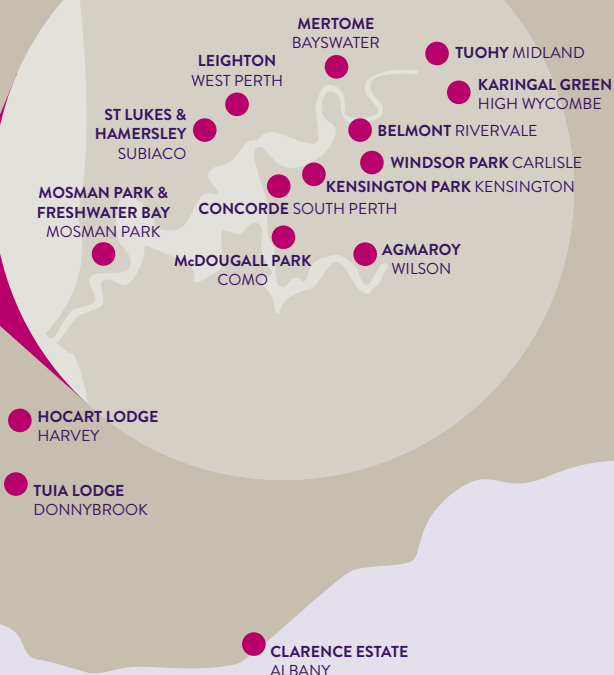 MERTOME
BAYSWATER
TUOHY MIDLAND
LEIGHTON
WEST PERTH
KARINGAL GREEN
HIGH WYCOMBE
ST LUKES &
HAMERSLEY
SUBIACO
BELMONT RIVERVALE
WINDSOR PARK CARLISLE
KENSINGTON PARK KENSINGTON
MOSMAN PARK &
FRESHWATER BAY
MOSMAN PARK
CONCORDE SOUTH PERTH
McDOUGALL PARK
COMO
AGMAROY
WILSON
HOCART LODGE
HARVEY
TUIA LODGE
DONNYBROOK
CLARENCE ESTATE
ALBANY